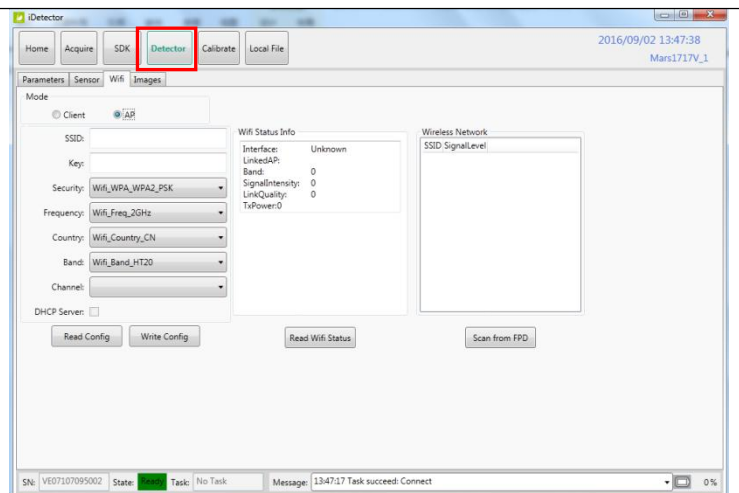 iDetector
Home Acquire SDK Detector Calibrate Local File
2016/09/02 13:47:38
Mars1717V_1
Parameters Sensor Wifi Images
Mode
Client AP
SSID:
Key:
Security: Wifi_WPA_WPA2_PSK
Frequency: Wifi_Freq_2GHz
Country: Wifi_Country_CN
Band: Wifi_Band_HT20
Channel:
DHCP Server:
Read Config Write Config
Wifi Status Info
Interface: Unknown
LinkedAP:
Band: 0
SignalIntensity: 0
LinkQuality: 0
TxPower:0
Read Wifi Status
Wireless Network
SSID SignalLevel
Scan from FPD
SN: VE07107095002 State: Ready Task: No Task Message: 13:47:17 Task succeed: Connect 0%